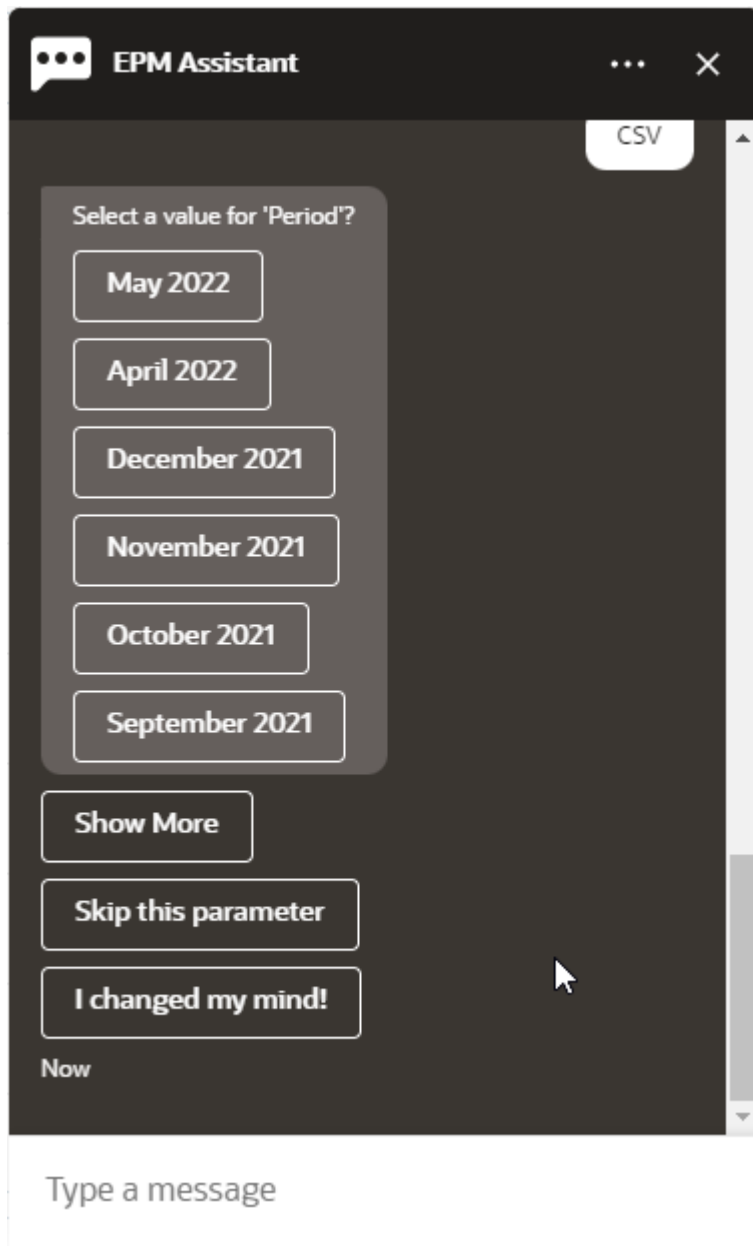 EPM Assistant
CSV
Select a value for 'Period'?
May 2022
April 2022
December 2021
November 2021
October 2021
September 2021
Show More
Skip this parameter
I changed my mind!
Now
Type a message